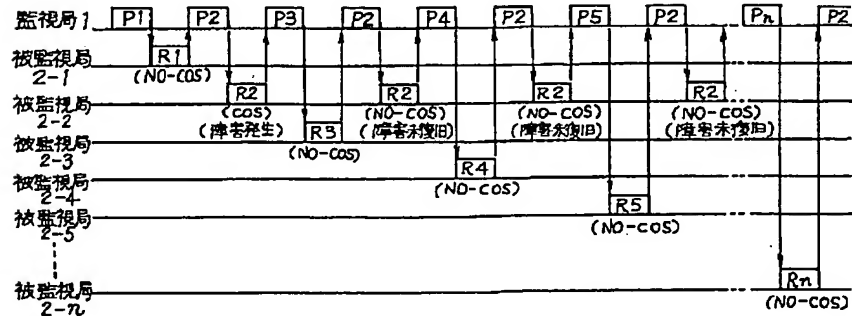 監視局1 P1 P2 P3 P2 P4 P2 P5 P2 Pn P2
被監視局 R1
2-1 (NO-COS)
R2 R2 R2 R2
被監視局 (COS) (NO-COS) (NO-COS) (NO-COS)
2-2 (障害発生) (障害未復旧) (障害未復旧) (障害未復旧)
R3
被監視局 (NO-COS)
2-3
R4
被監視局 (NO-COS)
2-4
被監視局 R5
2-5 (NO-COS)
Rn
被監視局 (NO-COS)
2-n